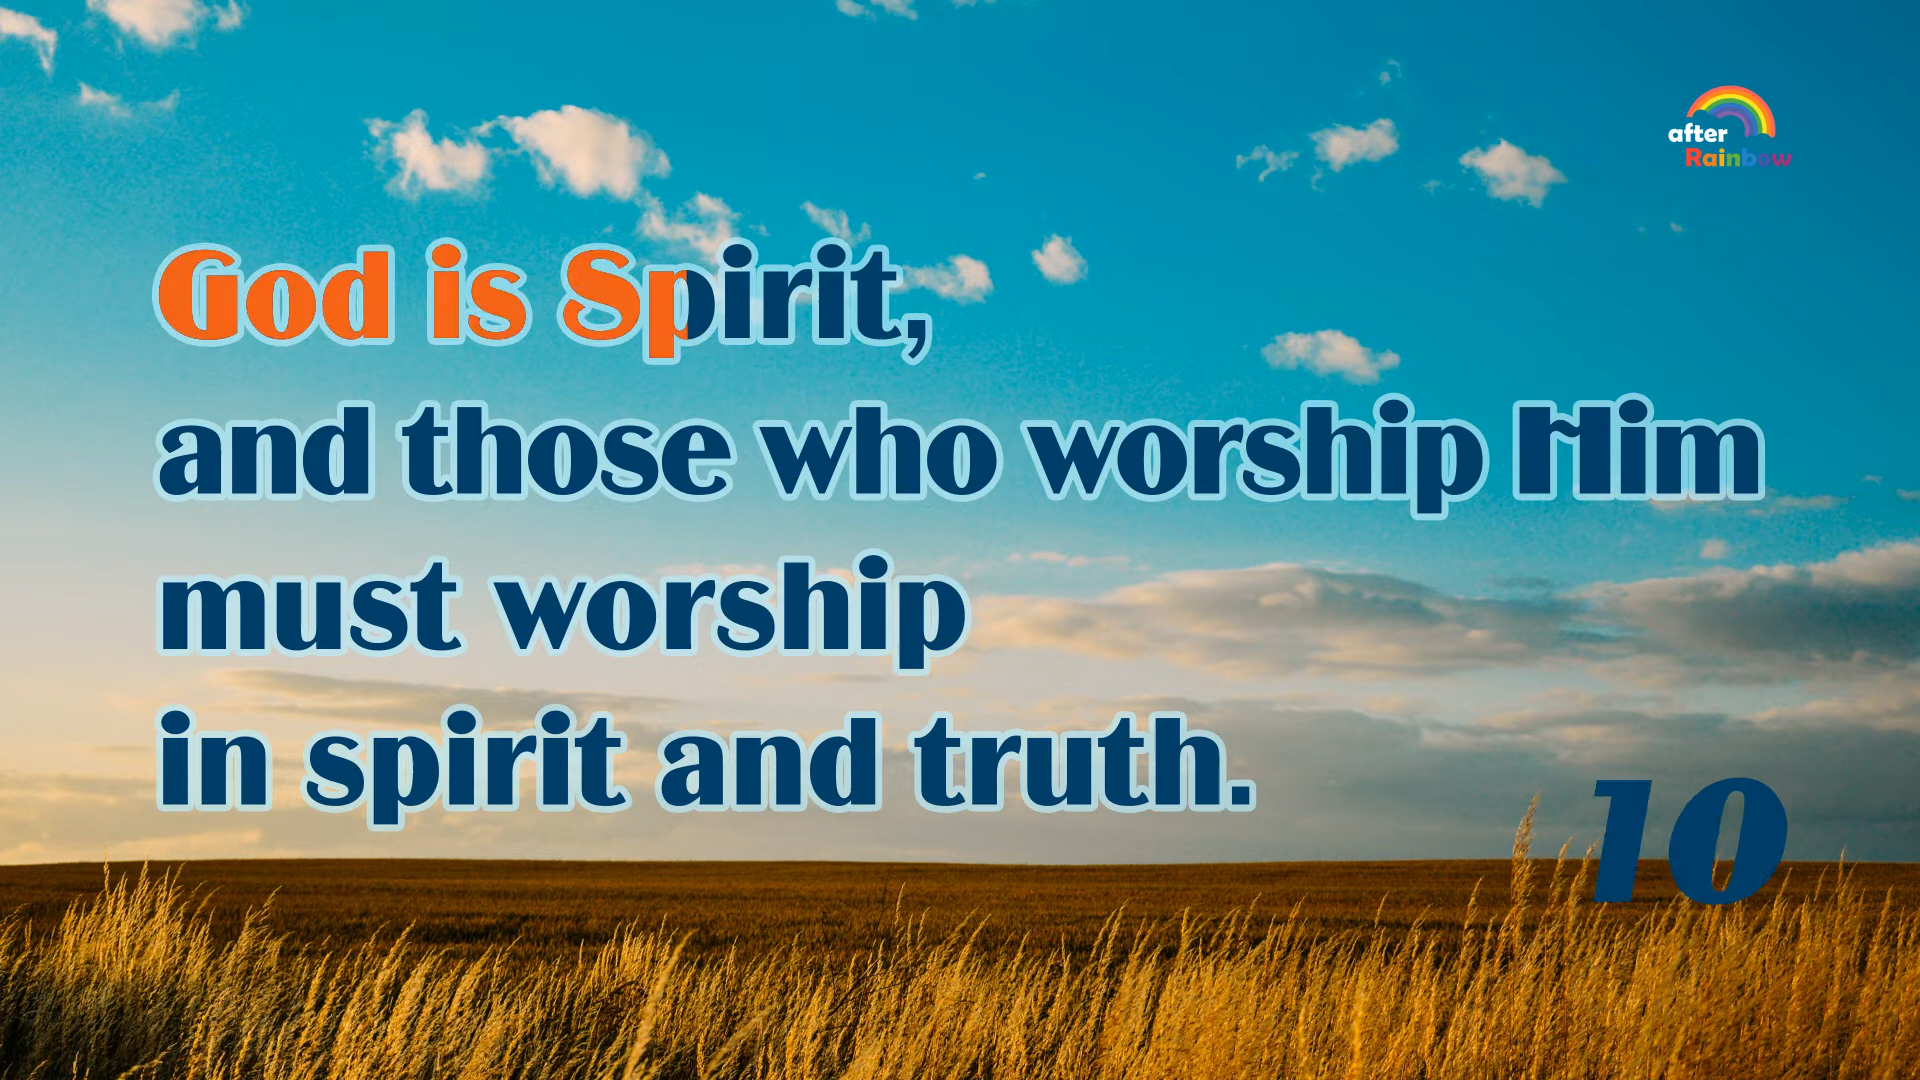 after
Rainbow
God is Spirit,
and those who worship Him
must worship
in spirit and truth.
10